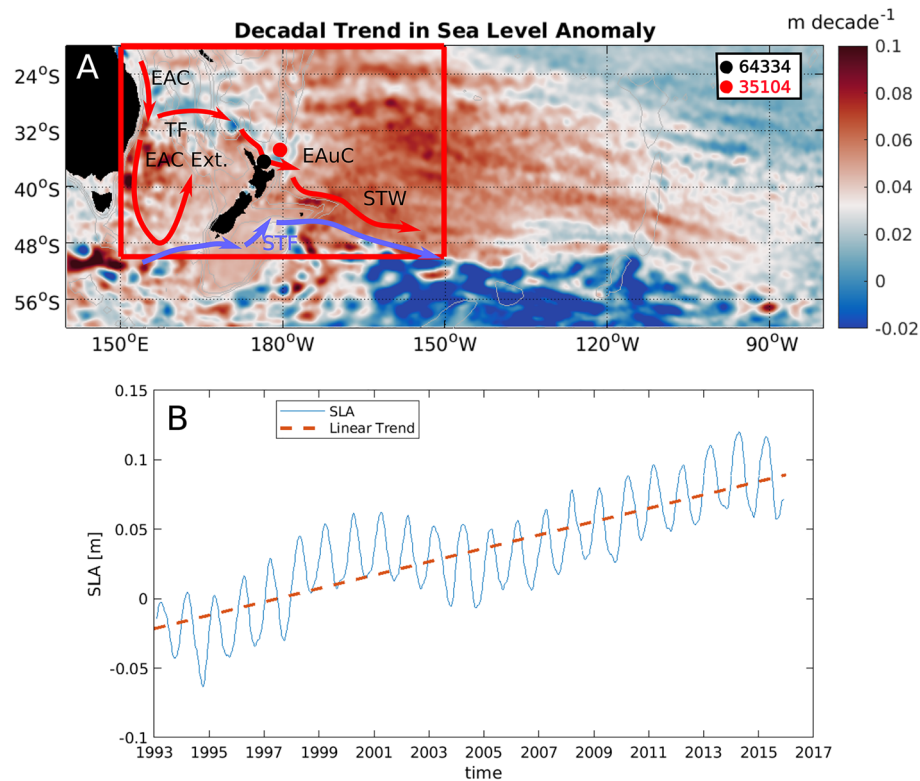 Decadal Trend in Sea Level Anomaly
m decade-1
A
64334
35104
EAC
TF
EAC Ext.
EAuC
STW
STF
24°S
32°S
40°S
48°S
56°S
150°E
180°W
150°W
120°W
90°W
0.1
0.08
0.06
0.04
0.02
0
-0.02
B
SLA
Linear Trend
SLA [m]
0.15
0.1
0.05
0
-0.05
-0.1
1993 1995 1997 1999 2001 2003 2005 2007 2009 2011 2013 2015 2017
time